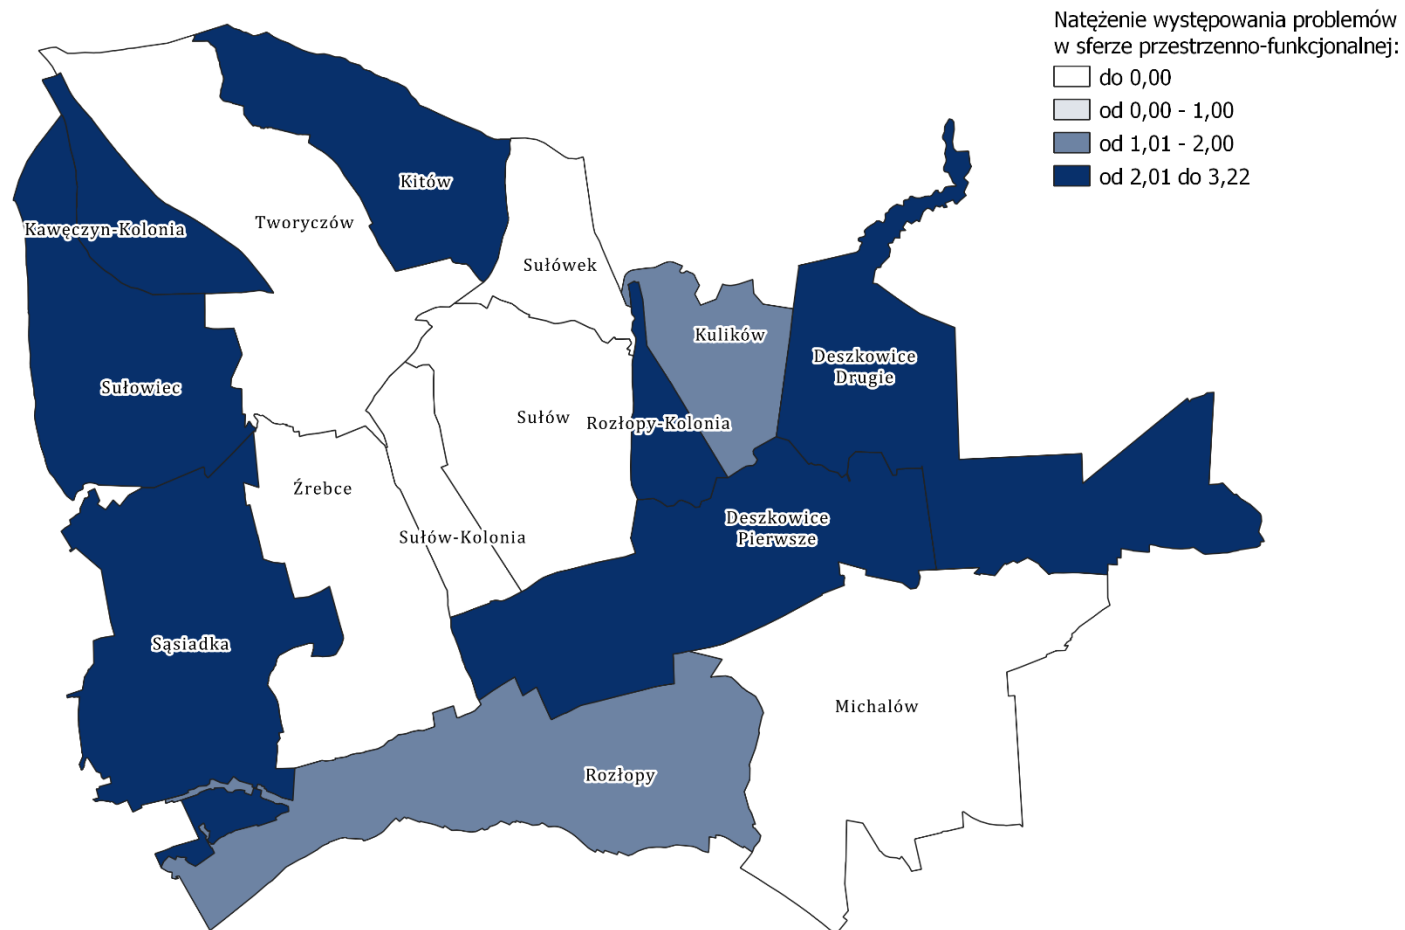 Natężenie występowania problemów
w sferze przestrzenno-funkcjonalnej:
do 0,00
od 0,00 - 1,00
od 1,01 - 2,00
od 2,01 do 3,22
Kitów
Kawęczyn-Kolonia
Tworyczów
Sułówek
Kulików
Deszkowice
Drugie
Sułowiec
Sułów
Rozłopy-Kolonia
Źrebce
Sułów-Kolonia
Deszkowice
Pierwsze
Sąsiadka
Michalów
Rozłopy